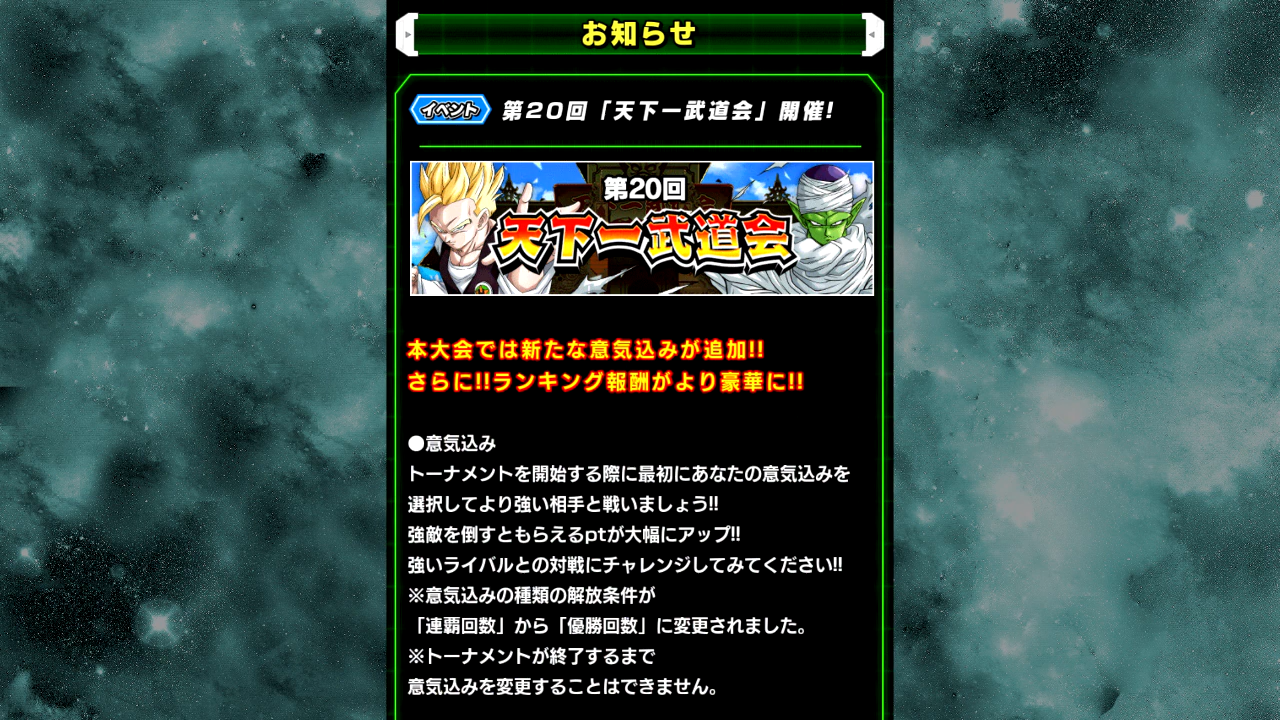 お知らせ
イベント 第20回「天下一武道会」開催!
第20回
天下一武道会
本大会では新たな意気込みが追加!!
さらに!!ランキング報酬がより豪華に!!
●意気込み
トーナメントを開始する際に最初にあなたの意気込みを
選択してより強い相手と戦いましょう!!
強敵を倒すともらえるptが大幅にアップ!!
強いライバルとの対戦にチャレンジしてみてください!!
※意気込みの種類の解放条件が
「連覇回数」から「優勝回数」に変更されました。
※トーナメントが終了するまで
意気込みを変更することはできません。